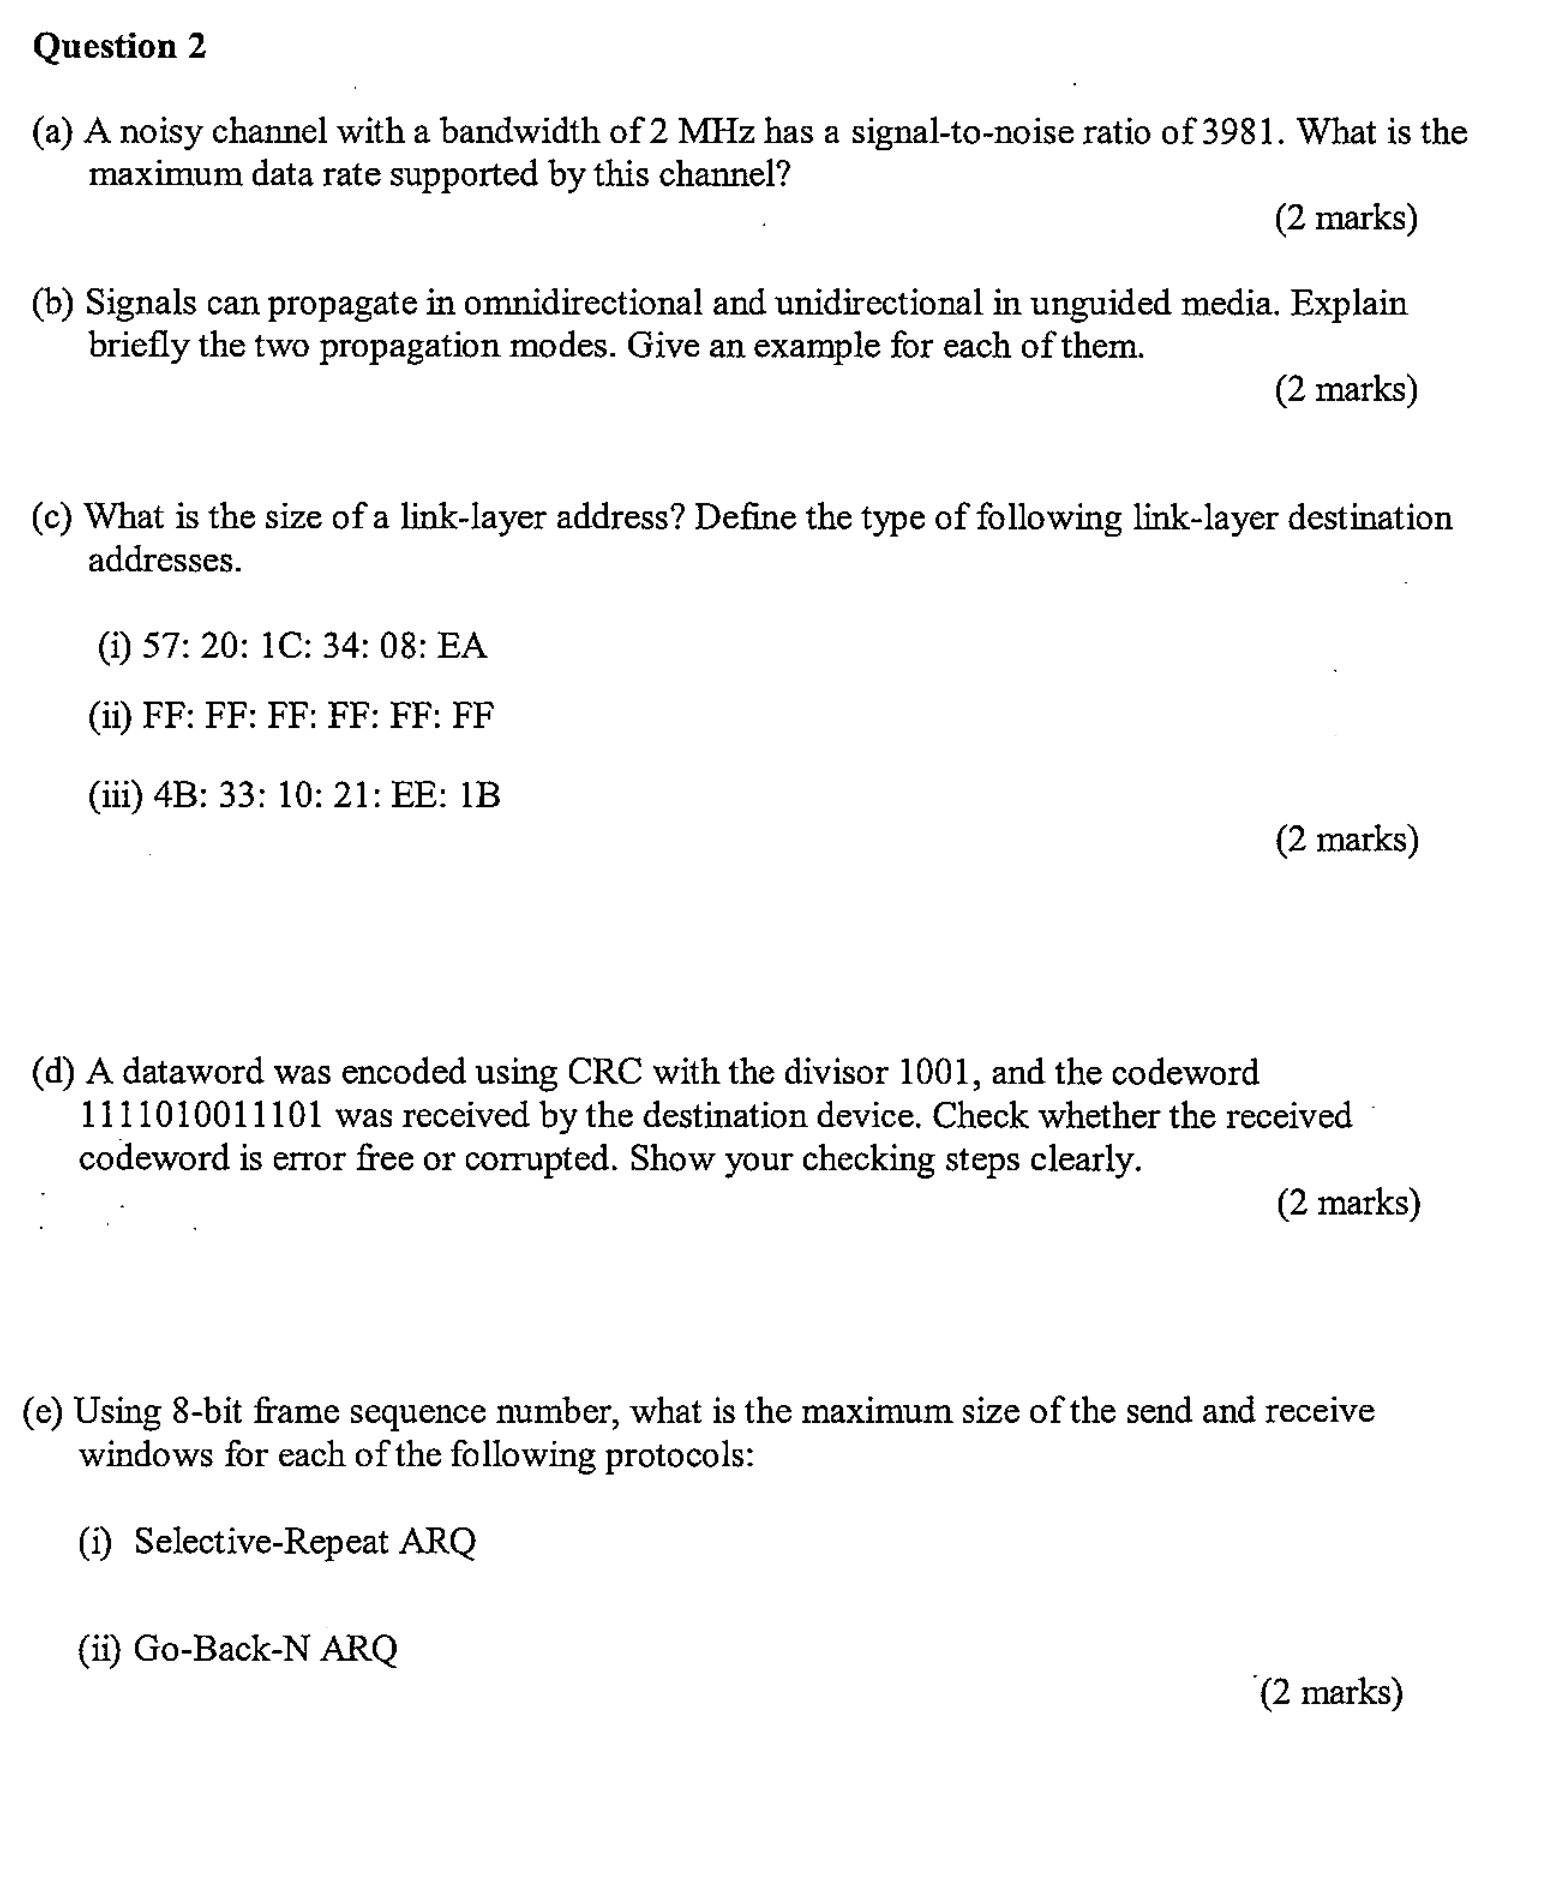 Question 2
(a) A noisy channel with a bandwidth of 2 MHz has a signal-to-noise ratio of 3981. What is the
maximum data rate supported by this channel?
(2 marks)
(b) Signals can propagate in omnidirectional and unidirectional in unguided media. Explain
briefly the two propagation modes. Give an example for each of them.
(2 marks)
(c) What is the size of a link-layer address? Define the type of following link-layer destination
addresses.
(i) 57: 20: 1C: 34: 08: EA
(ii) FF: FF: FF: FF: FF: FF
(iii) 4B: 33: 10: 21: EE: 1B
(2 marks)
(d) A dataword was encoded using CRC with the divisor 1001, and the codeword
1111010011101 was received by the destination device. Check whether the received
codeword is error free or corrupted. Show your checking steps clearly.
(2 marks)
(e) Using 8-bit frame sequence number, what is the maximum size of the send and receive
windows for each of the following protocols:
(i) Selective-Repeat ARQ
(ii) Go-Back-N ARQ
(2 marks)